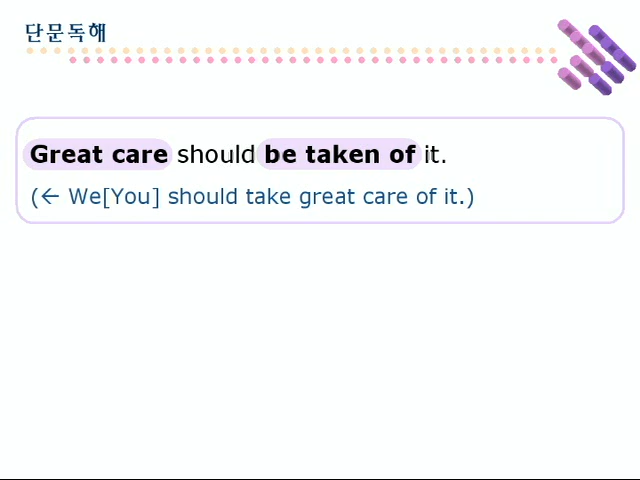 단문독해
Great care should be taken of it.
(← We[You] should take great care of it.)